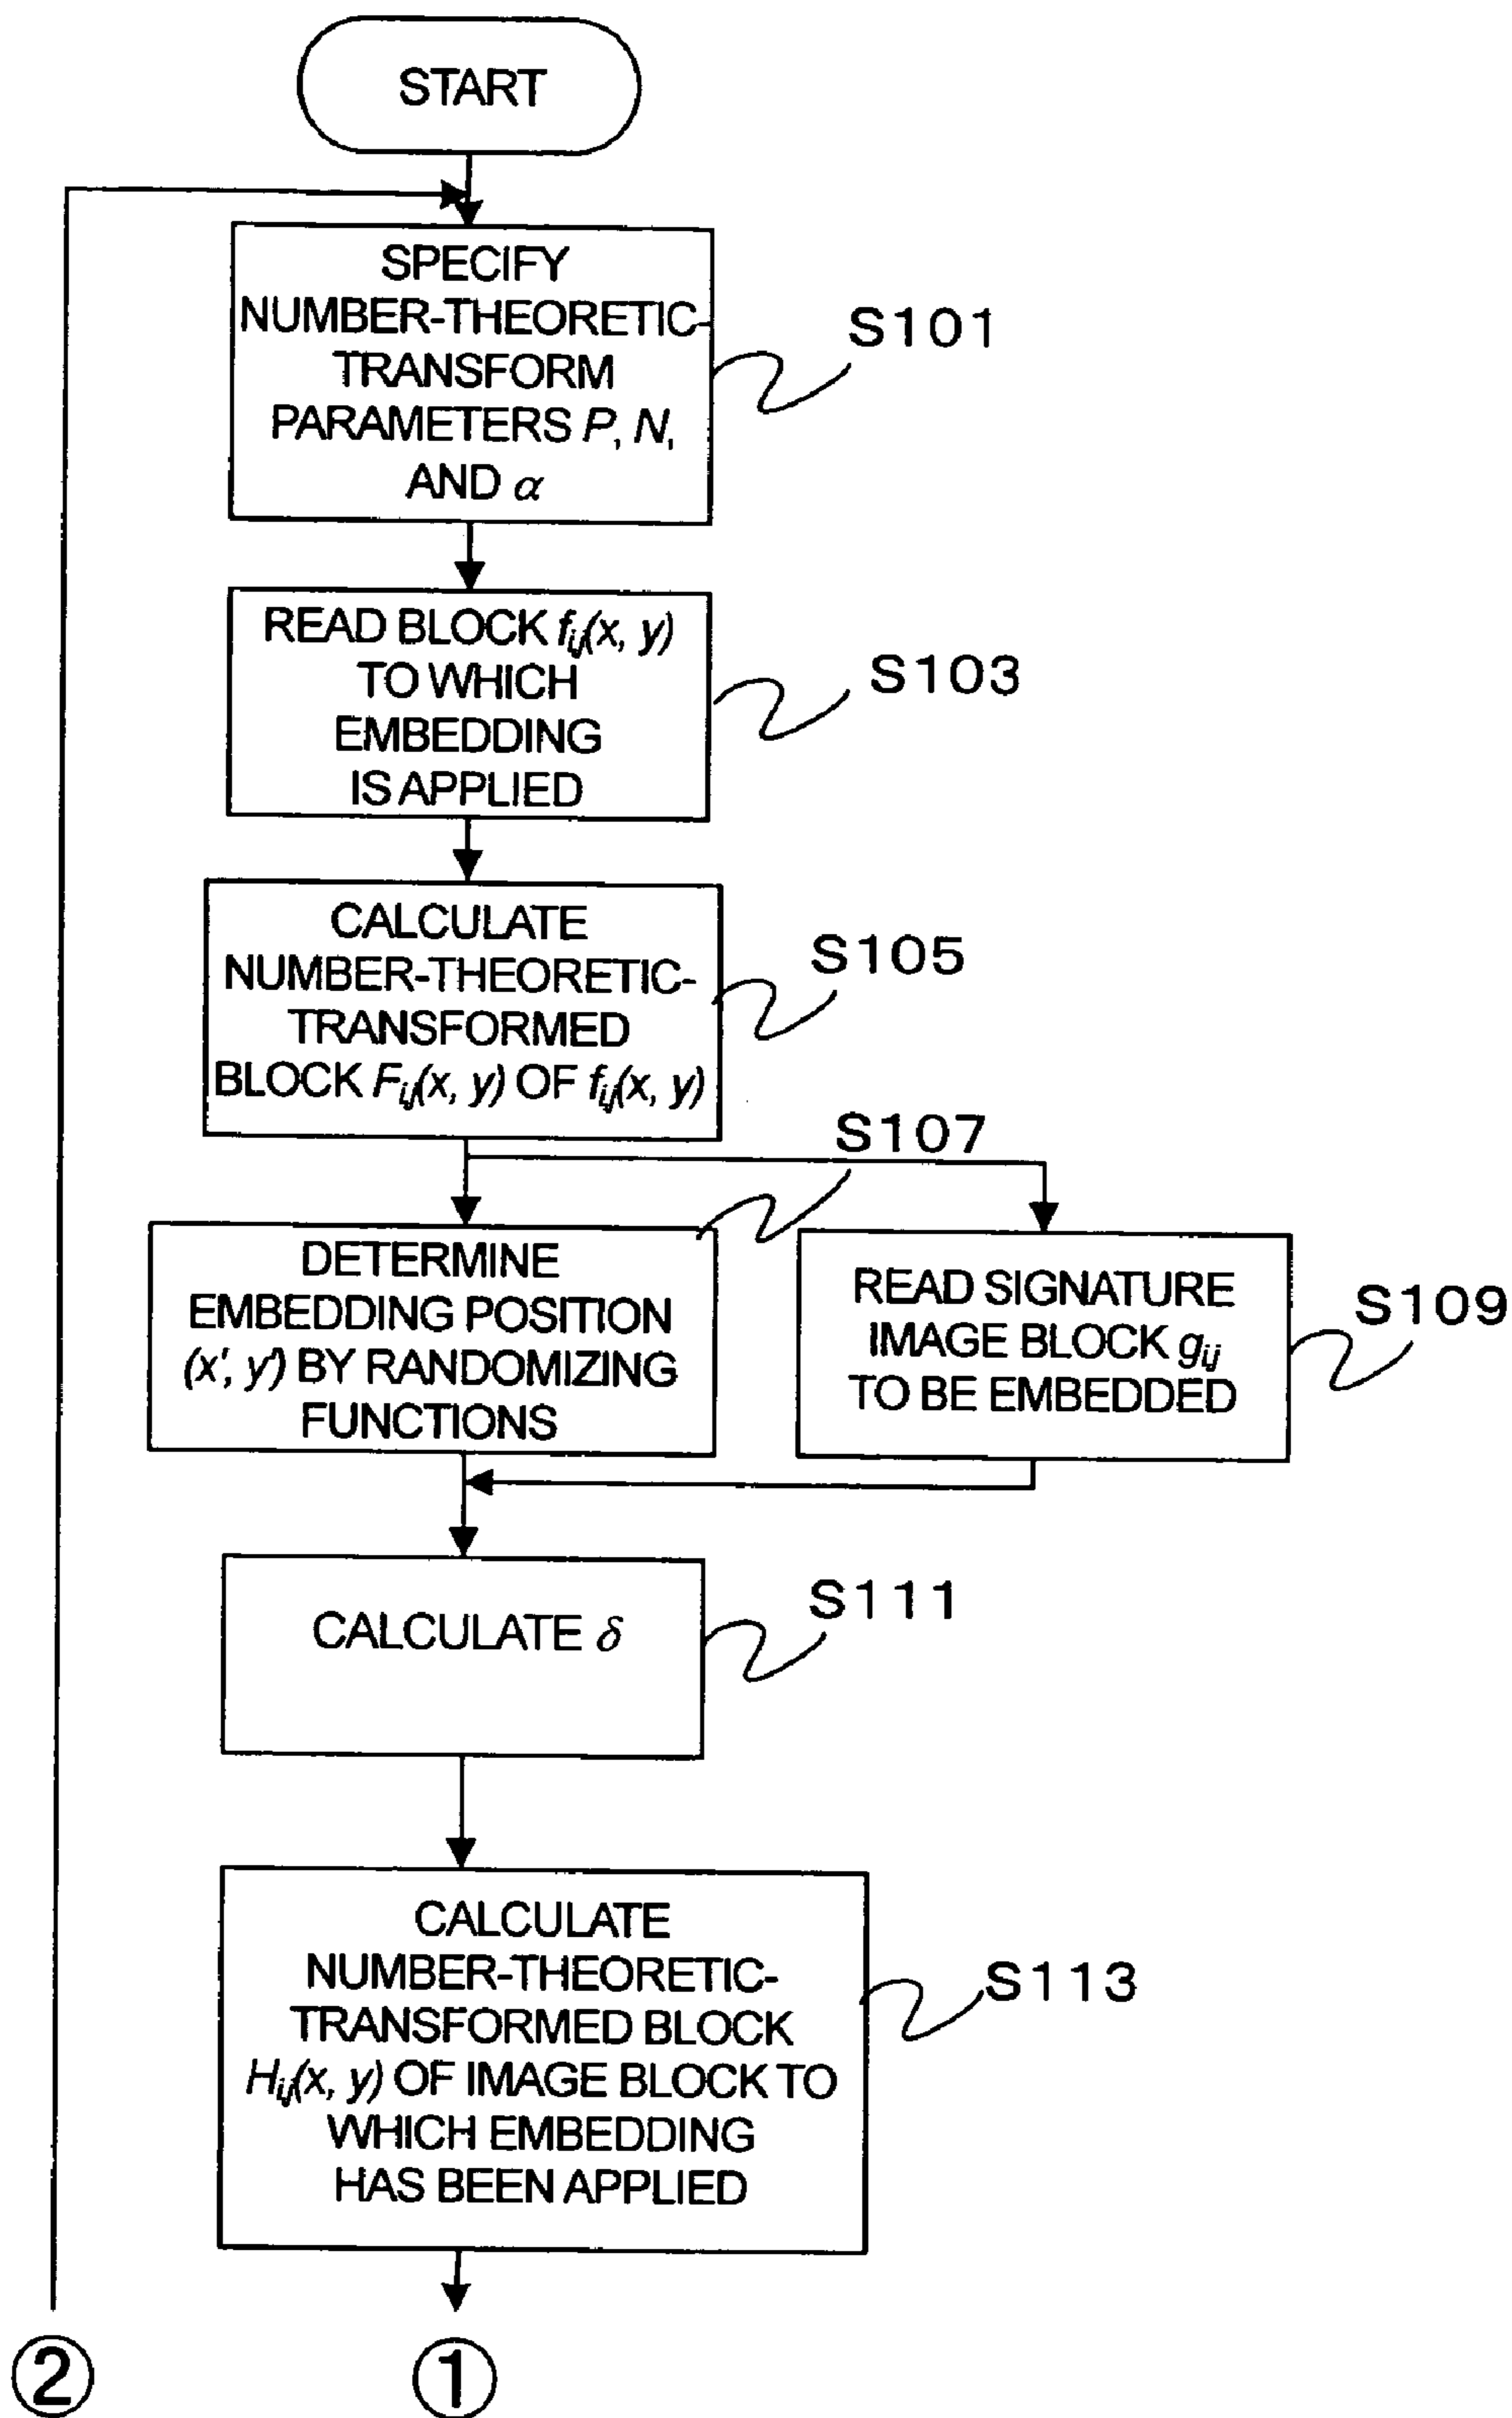 START
SPECIFY
NUMBER-THEORETIC-
TRANSFORM
PARAMETERS P, N,
AND α
S101
READ BLOCK fij(x, y)
TO WHICH
EMBEDDING
IS APPLIED
S103
CALCULATE
NUMBER-THEORETIC-
TRANSFORMED
BLOCK Fij(x, y) OF fij(x, y)
S105
S107
DETERMINE
EMBEDDING POSITION
(x', y') BY RANDOMIZING
FUNCTIONS
READ SIGNATURE
IMAGE BLOCK gij
TO BE EMBEDDED
S109
CALCULATE δ
S111
CALCULATE
NUMBER-THEORETIC-
TRANSFORMED BLOCK
Hij(x, y) OF IMAGE BLOCK TO
WHICH EMBEDDING
HAS BEEN APPLIED
S113
② ①